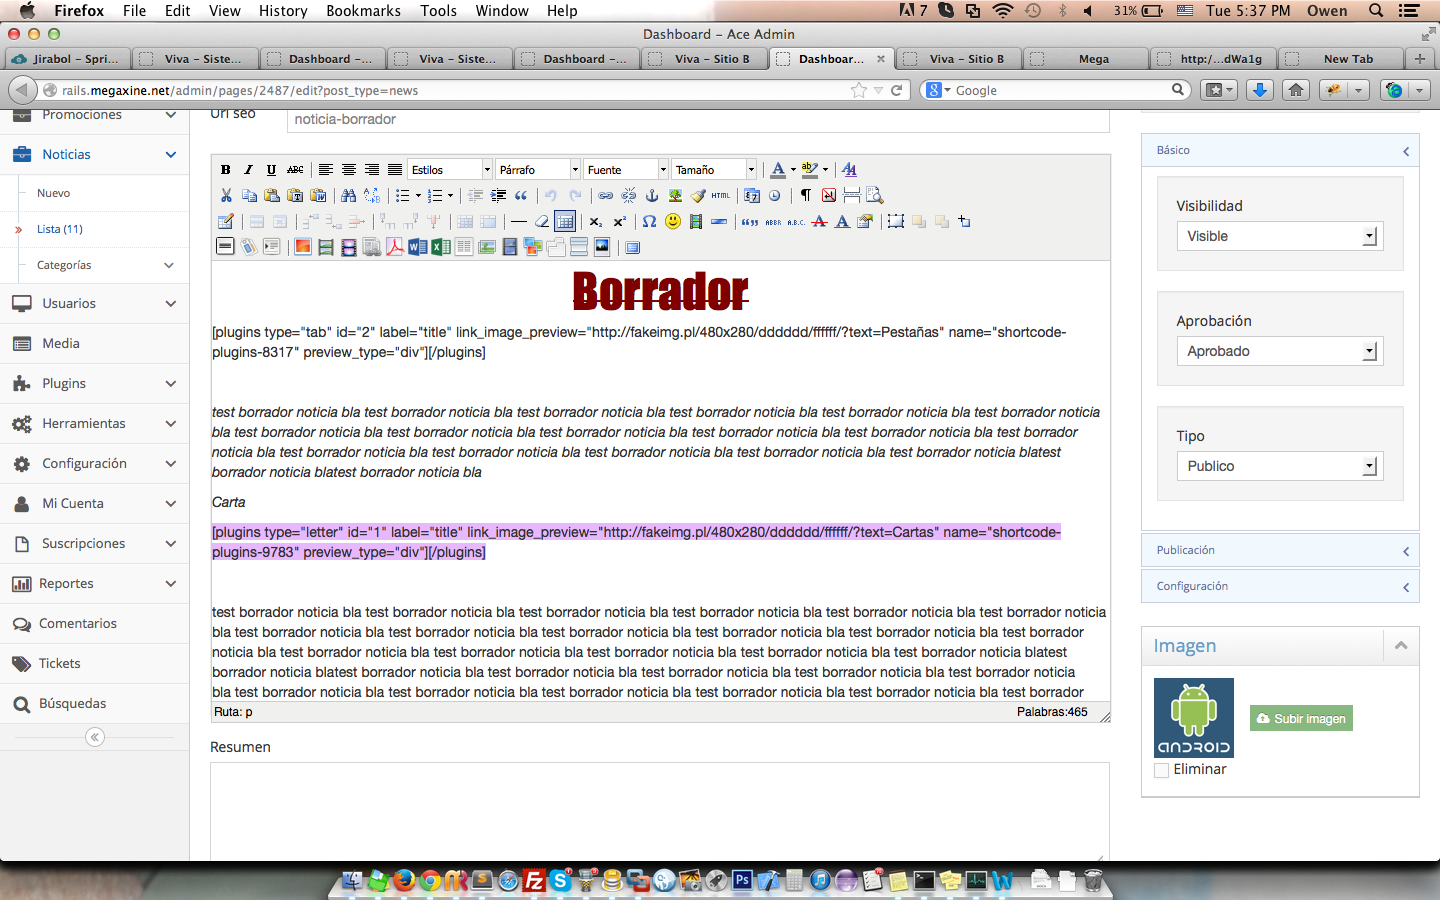 Firefox File Edit View History Bookmarks Tools Window Help 7 31% Tue 5:37 PM Owen
Dashboard – Ace Admin
Jirabol – Spri... Viva – Siste... Dashboard –... Viva – Siste... Dashboard –... Viva – Sitio B Dashboar... Viva – Sitio B Mega http:/...dWa1g New Tab
rails.megaxine.net/admin/pages/2487/edit?post_type=news
Google
Promociones
Noticias
Nuevo
Lista (11)
Categorías
Usuarios
Media
Plugins
Herramientas
Configuración
Mi Cuenta
Suscripciones
Reportes
Comentarios
Tickets
Búsquedas
Url seo
noticia-borrador
B I U ABC Estilos Párrafo Fuente Tamaño
HTML
ABBR A.B.C.
Borrador
[plugins type="tab" id="2" label="title" link_image_preview="http://fakeimg.pl/480x280/dddddd/ffffff/?text=Pestañas" name="shortcode-
plugins-8317" preview_type="div"][/plugins]
test borrador noticia bla test borrador noticia bla test borrador noticia bla test borrador noticia bla test borrador noticia bla test borrador noticia
bla test borrador noticia bla test borrador noticia bla test borrador noticia bla test borrador noticia bla test borrador noticia bla test borrador
noticia bla test borrador noticia bla test borrador noticia bla test borrador noticia bla test borrador noticia bla test borrador noticia blatest
borrador noticia blatest borrador noticia bla
Carta
[plugins type="letter" id="1" label="title" link_image_preview="http://fakeimg.pl/480x280/dddddd/ffffff/?text=Cartas" name="shortcode-
plugins-9783" preview_type="div"][/plugins]
test borrador noticia bla test borrador noticia bla test borrador noticia bla test borrador noticia bla test borrador noticia bla test borrador noticia
bla test borrador noticia bla test borrador noticia bla test borrador noticia bla test borrador noticia bla test borrador noticia bla test borrador
noticia bla test borrador noticia bla test borrador noticia bla test borrador noticia bla test borrador noticia bla test borrador noticia blatest
borrador noticia blatest borrador noticia bla test borrador noticia bla test borrador noticia bla test borrador noticia bla test borrador noticia
bla test borrador noticia bla test borrador noticia bla test borrador noticia bla test borrador noticia bla test borrador noticia bla test borrador
Ruta: p
Palabras:465
Resumen
Básico
Visibilidad
Visible
Aprobación
Aprobado
Tipo
Publico
Publicación
Configuración
Imagen
ANDROID
Subir imagen
Eliminar